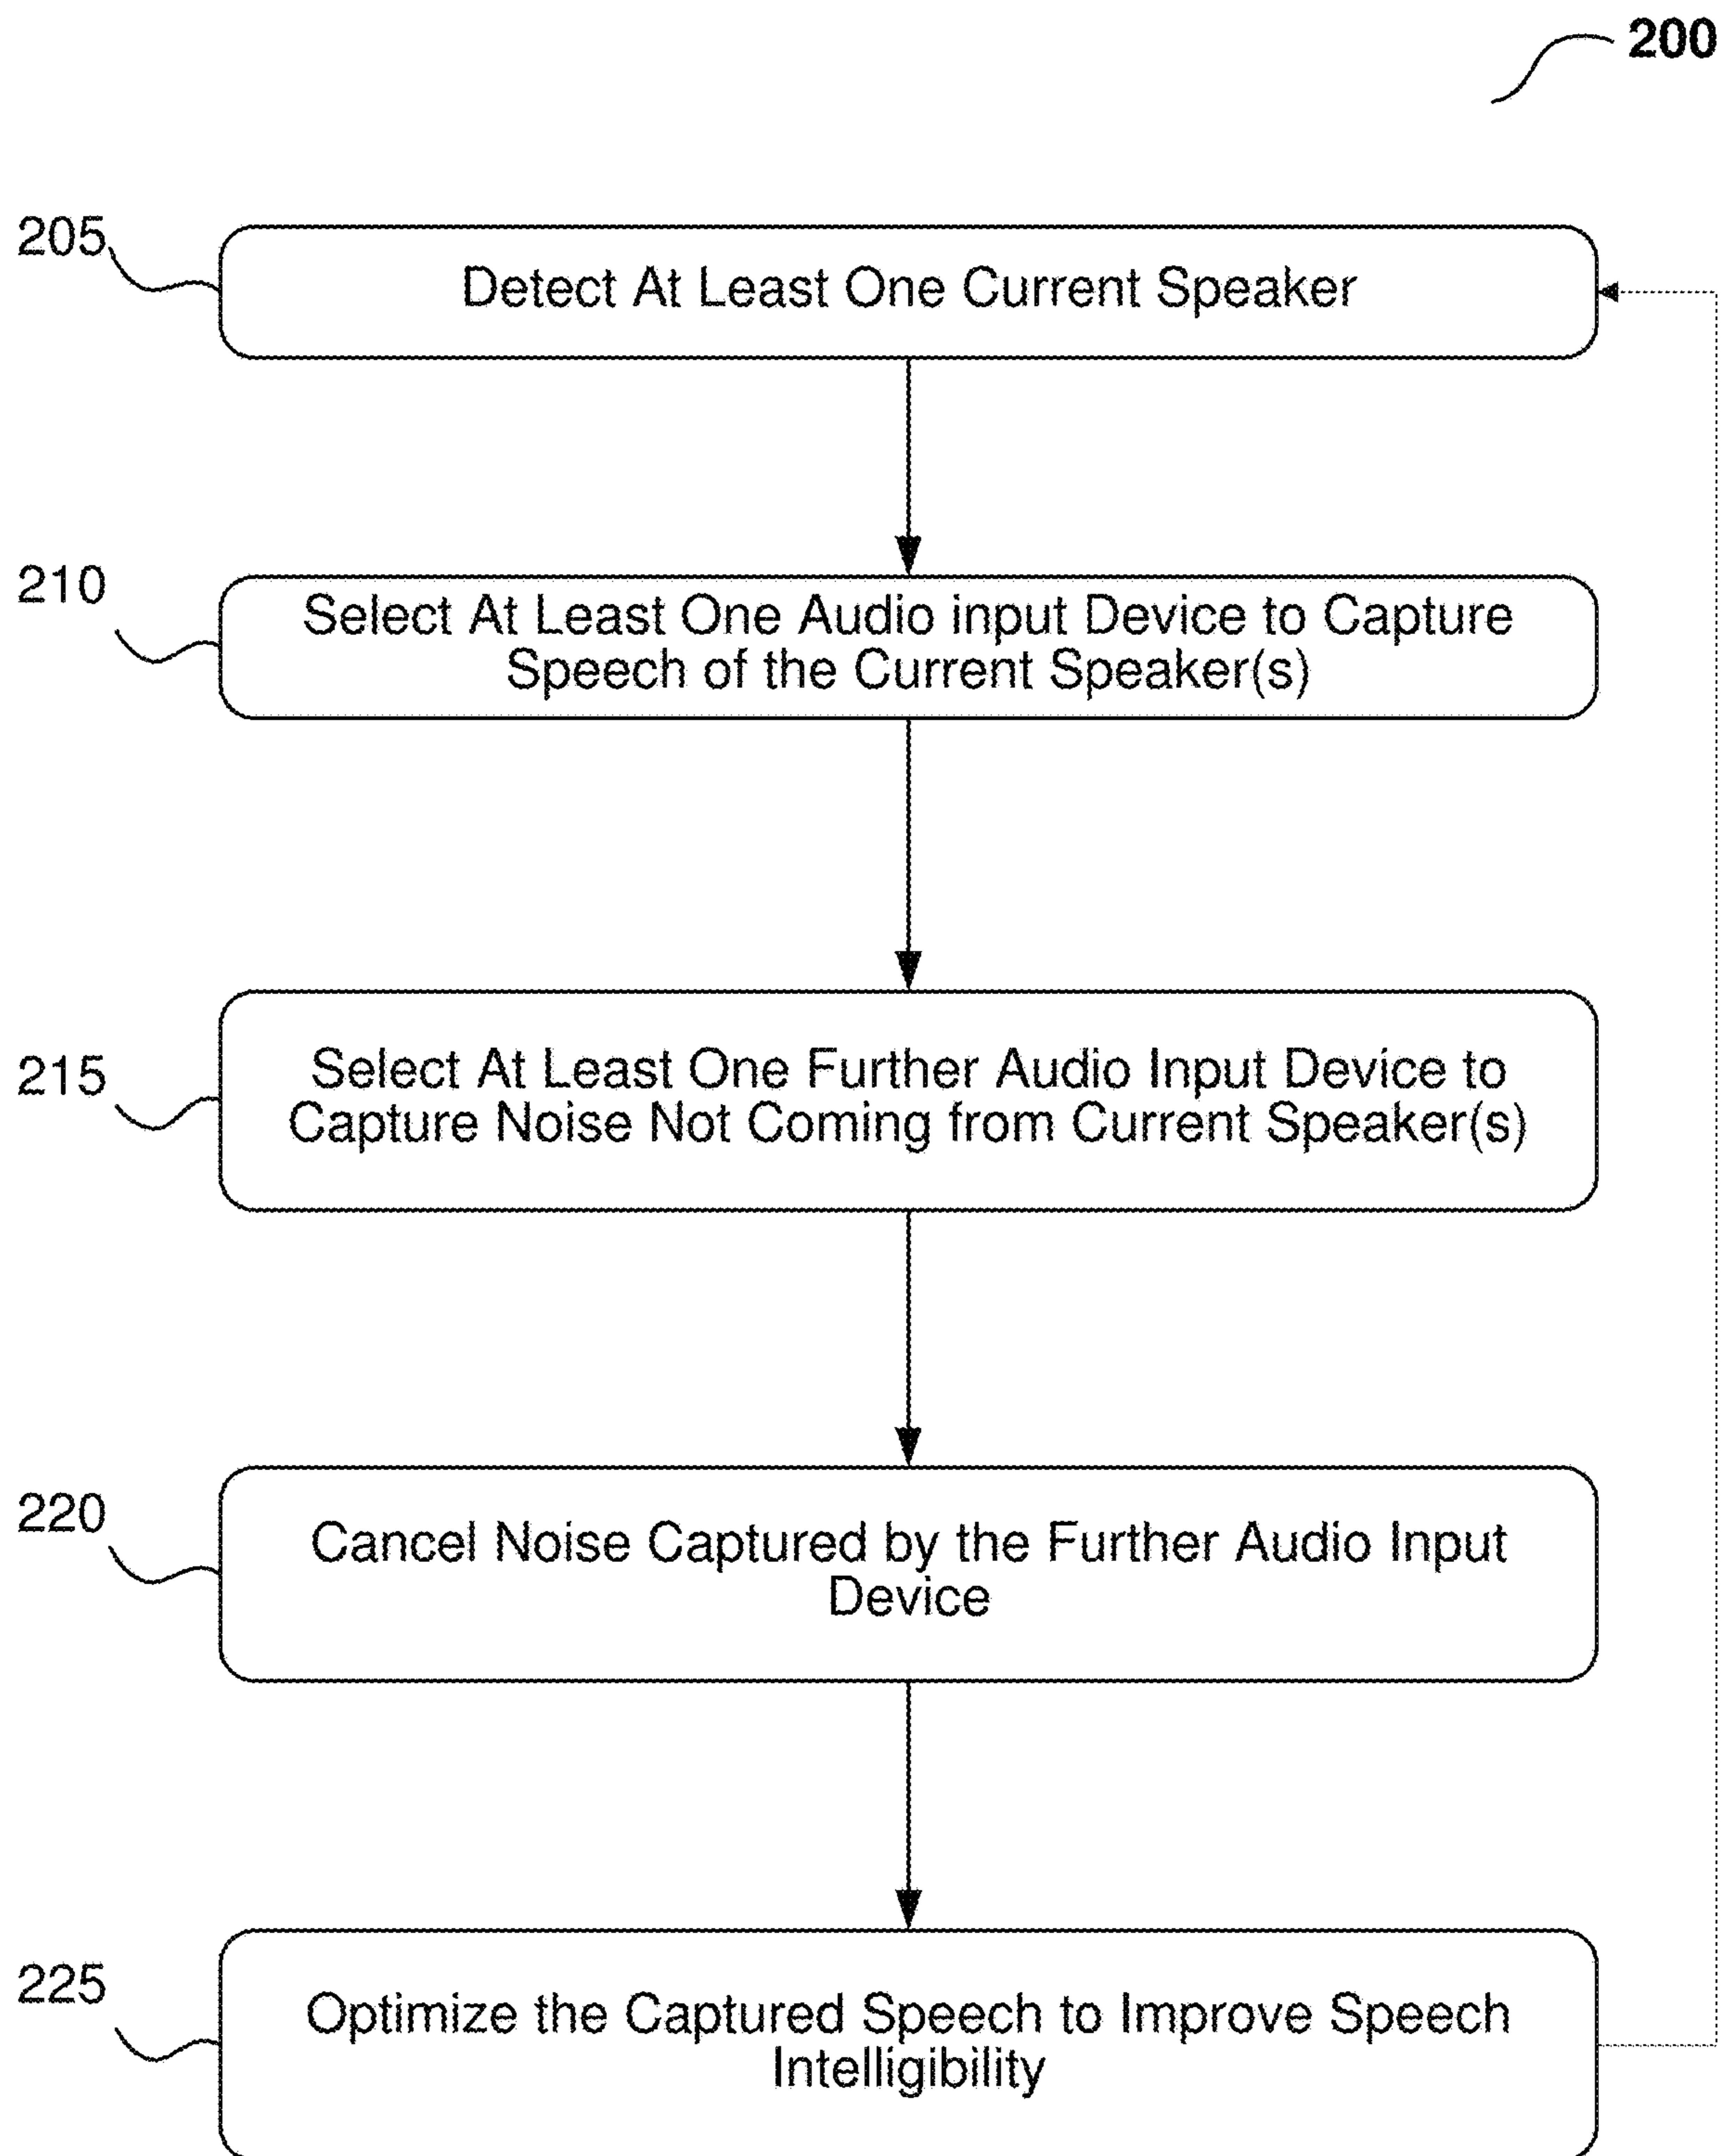 200
205
Detect At Least One Current Speaker
210
Select At Least One Audio input Device to Capture
Speech of the Current Speaker(s)
215
Select At Least One Further Audio Input Device to
Capture Noise Not Coming from Current Speaker(s)
220
Cancel Noise Captured by the Further Audio Input
Device
225
Optimize the Captured Speech to Improve Speech
Intelligibility